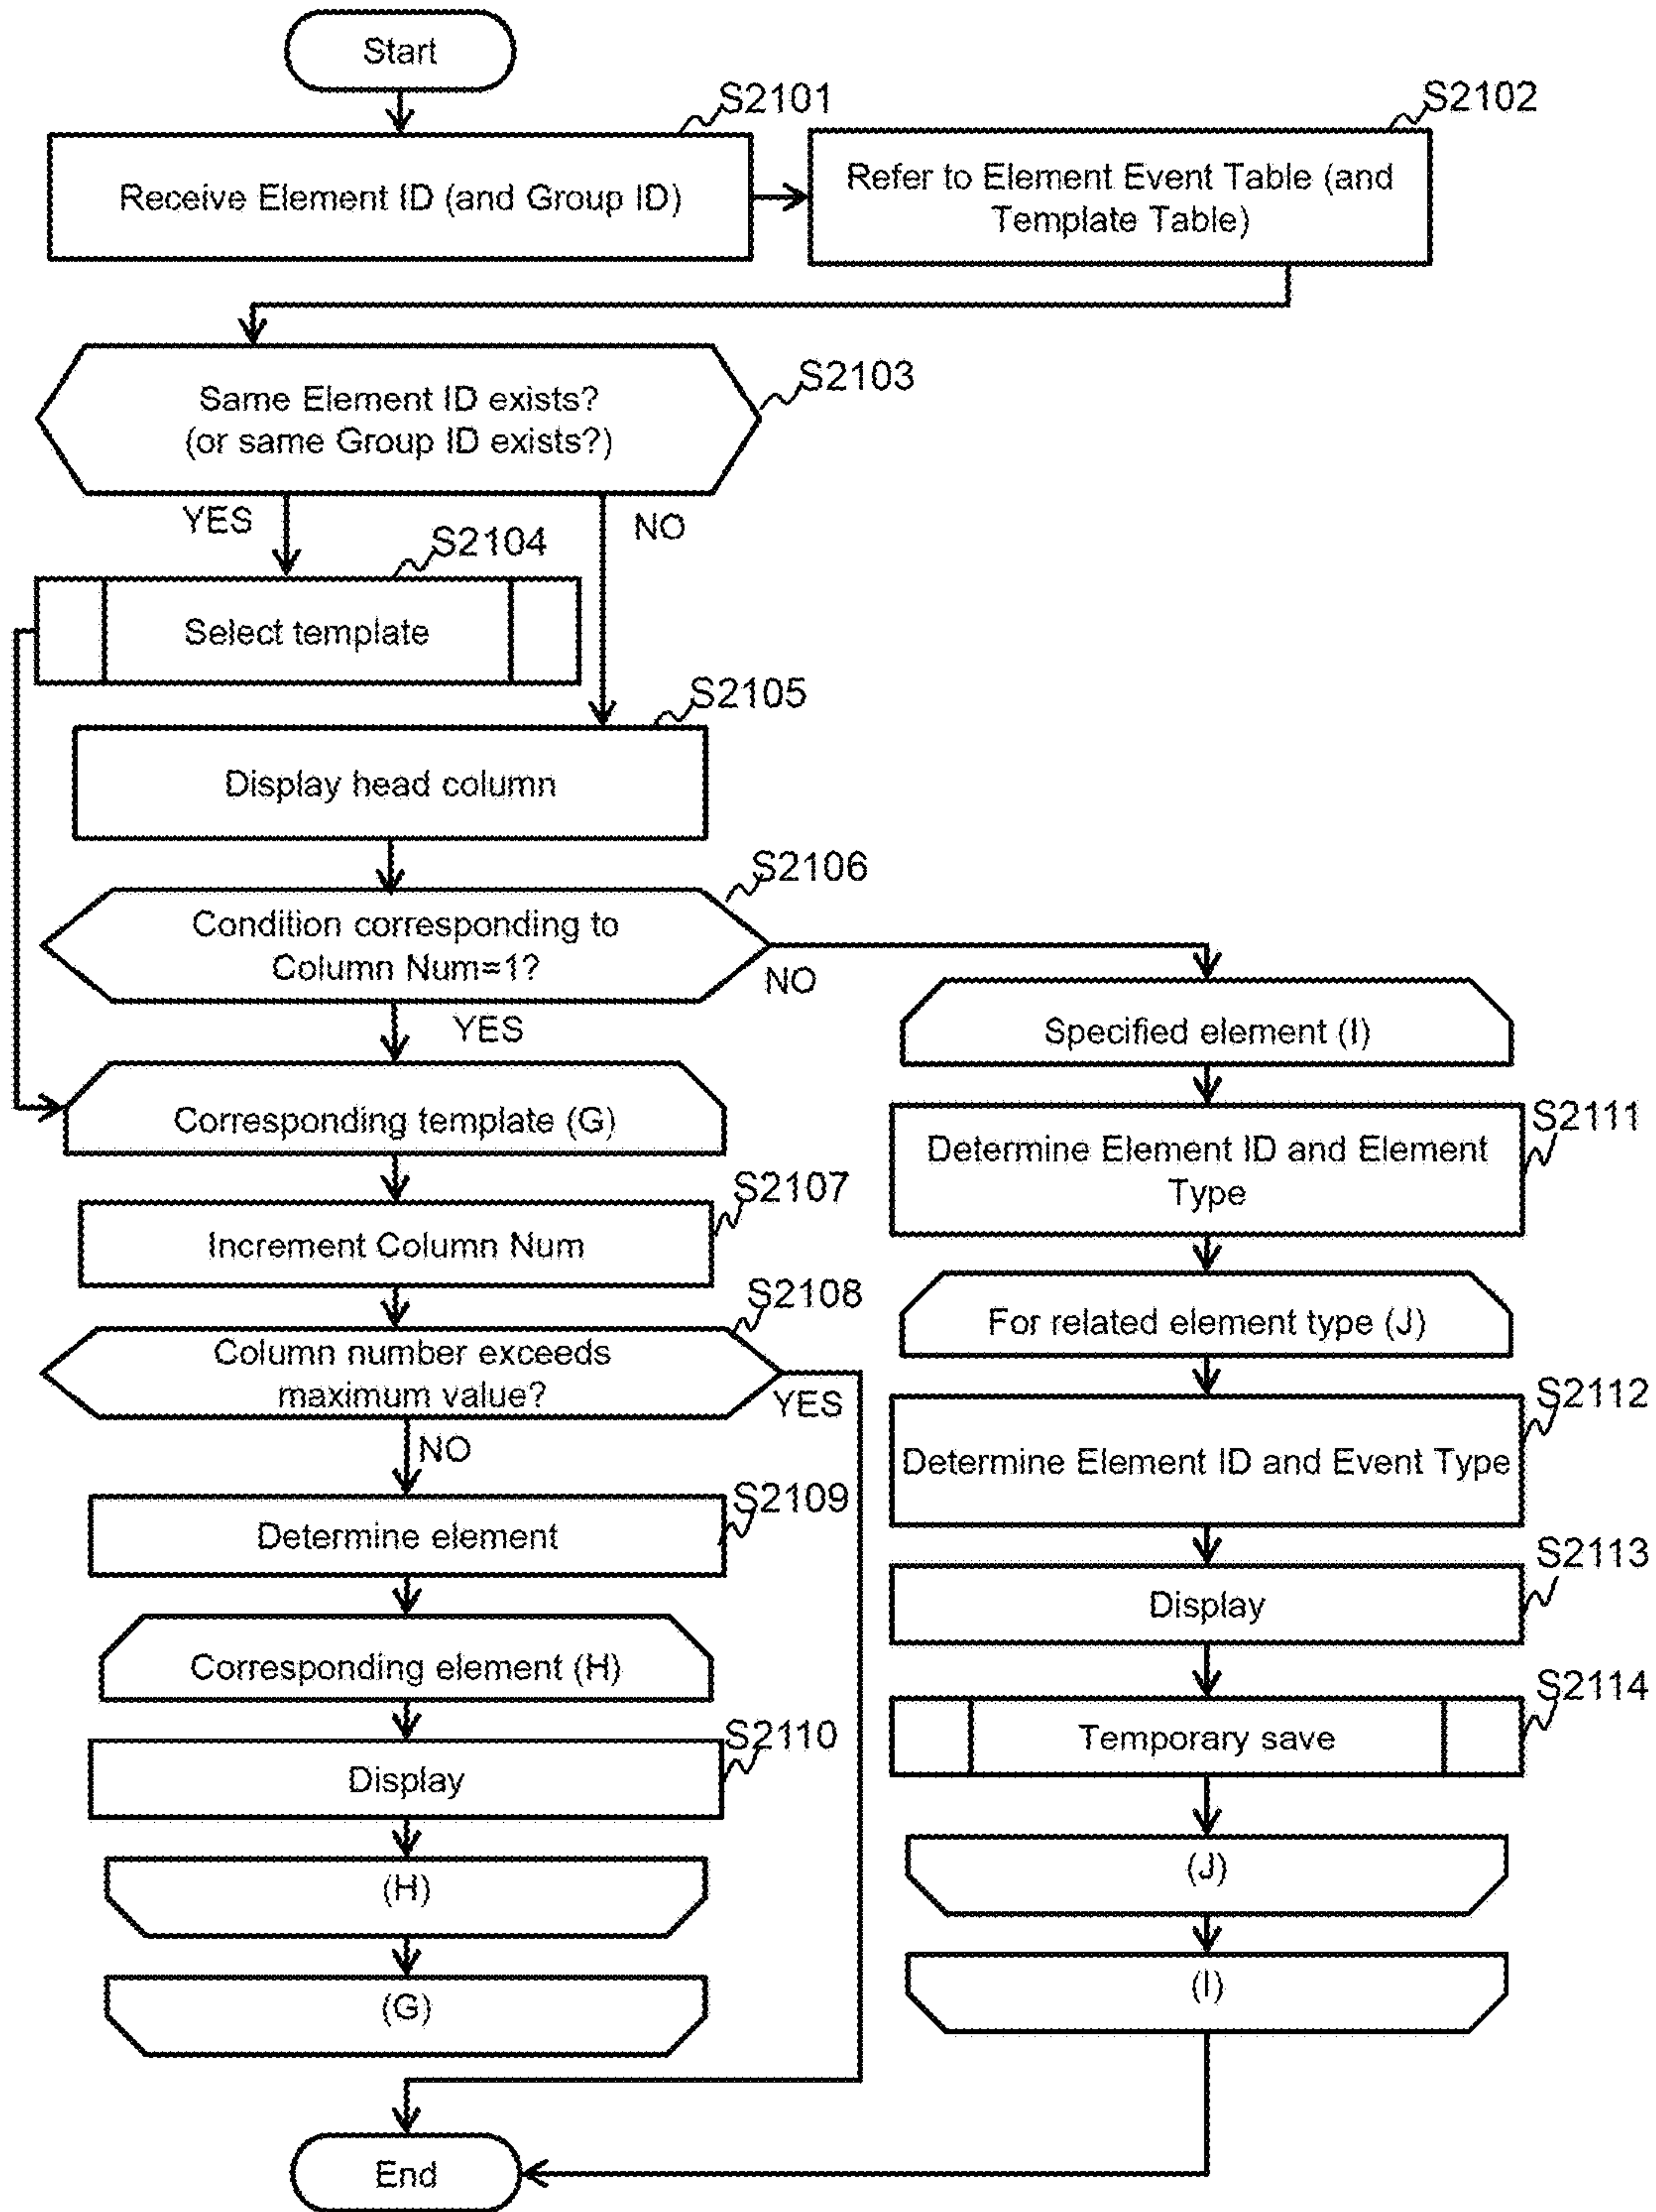 Start
S2101
Receive Element ID (and Group ID)
S2102
Refer to Element Event Table (and
Template Table)
S2103
Same Element ID exists?
(or same Group ID exists?)
YES
NO
S2104
Select template
S2105
Display head column
S2106
Condition corresponding to
Column Num=1?
NO
YES
Corresponding template (G)
S2107
Increment Column Num
S2108
Column number exceeds
maximum value?
YES
NO
S2109
Determine element
Corresponding element (H)
S2110
Display
(H)
(G)
Specified element (I)
S2111
Determine Element ID and Element
Type
For related element type (J)
S2112
Determine Element ID and Event Type
S2113
Display
S2114
Temporary save
(J)
(I)
End